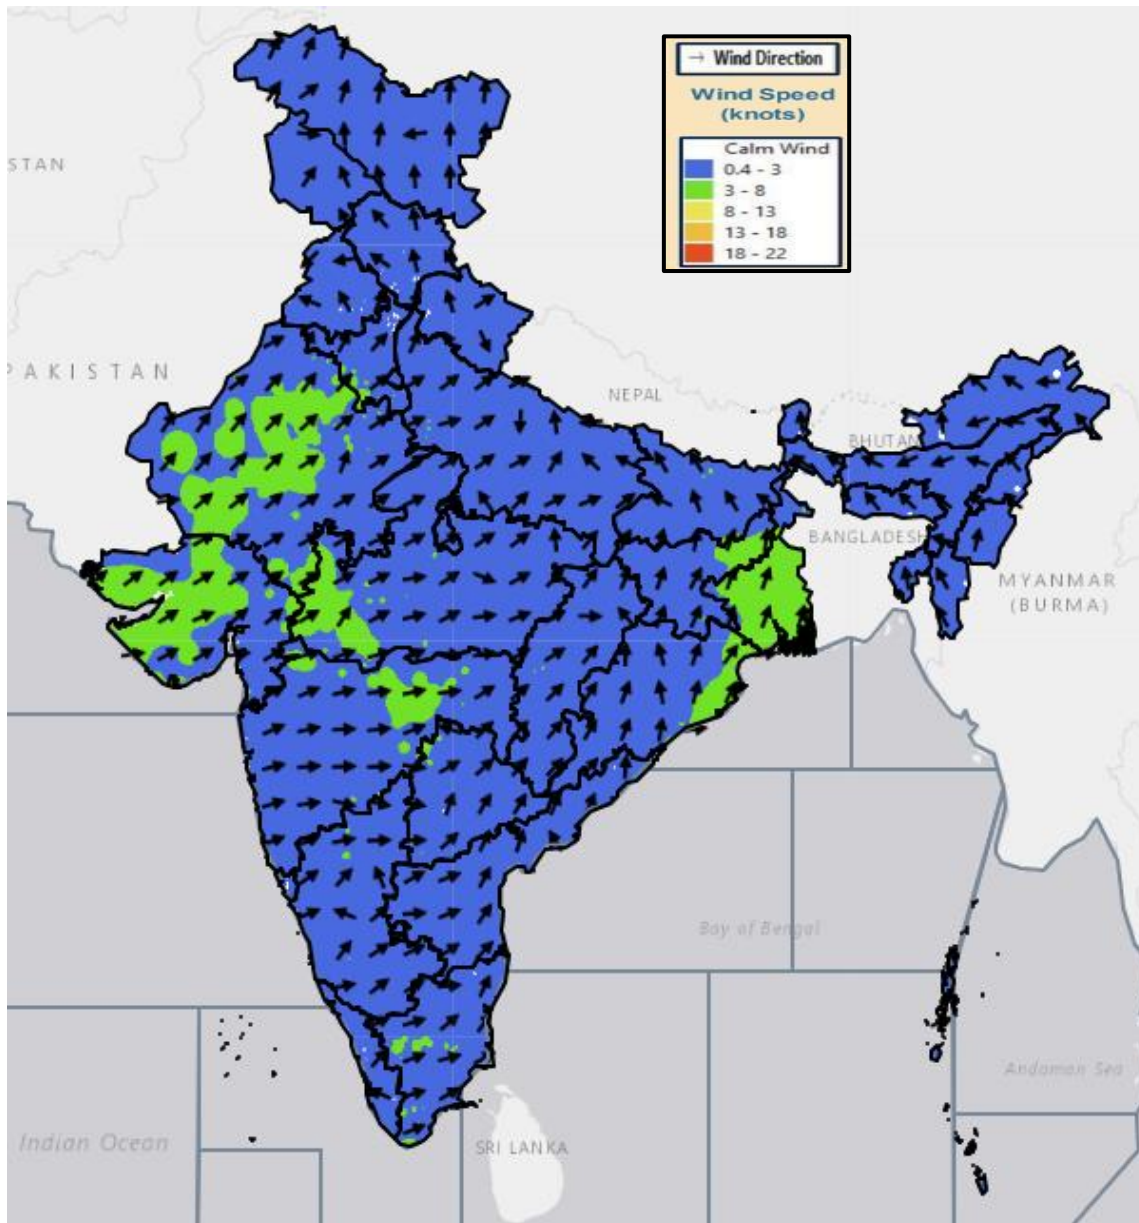 → Wind Direction
Wind Speed
(knots)
Calm Wind
0.4 - 3
3 - 8
8 - 13
13 - 18
18 - 22
STAN
PAKISTAN
NEPAL
BHUTAN
BANGLADESH
MYANMAR
(BURMA)
Bay of Bengal
Andaman Sea
Indian Ocean
SRI LANKA